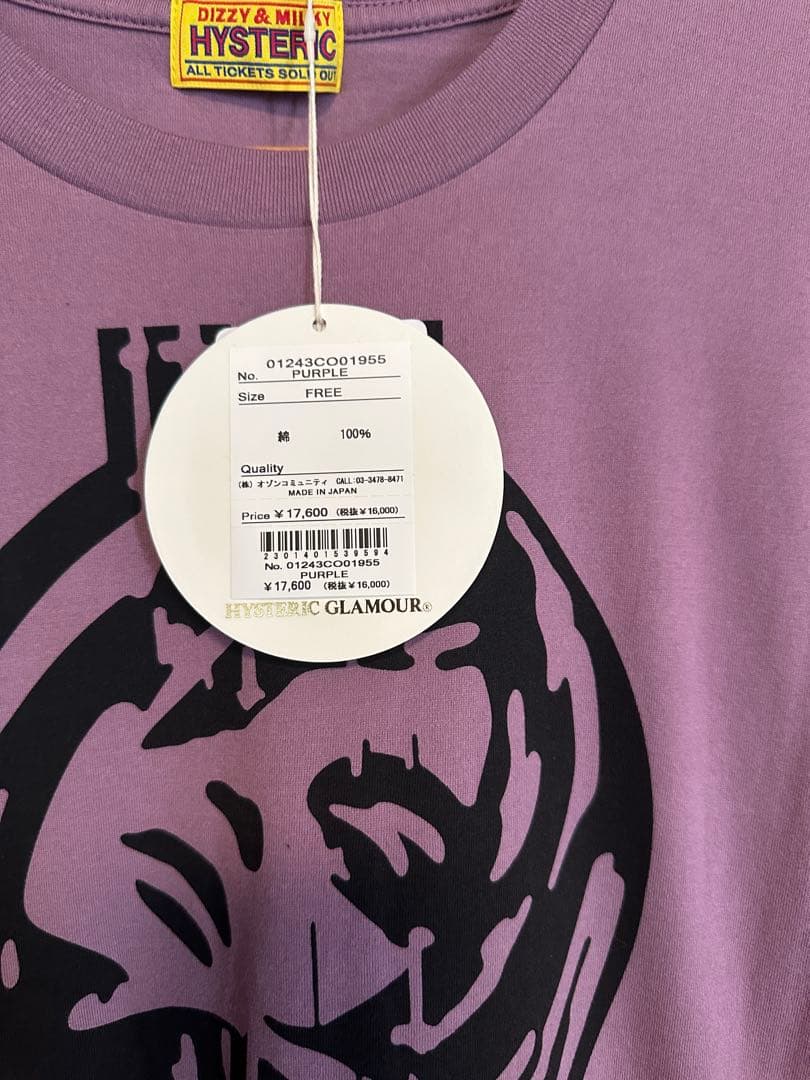 DIZZY & MILKY
HYSTERIC
ALL TICKETS SOLD OUT
01243CO01955
No. PURPLE
Size FREE
綿 100%
Quality
(株) オゾンコミュニティ CALL:03-3478-8471
MADE IN JAPAN
Price ¥17,600 (税抜¥16,000)
2301401539594
No. 01243CO01955
PURPLE
¥17,600 (税抜¥16,000)
HYSTERIC GLAMOUR®